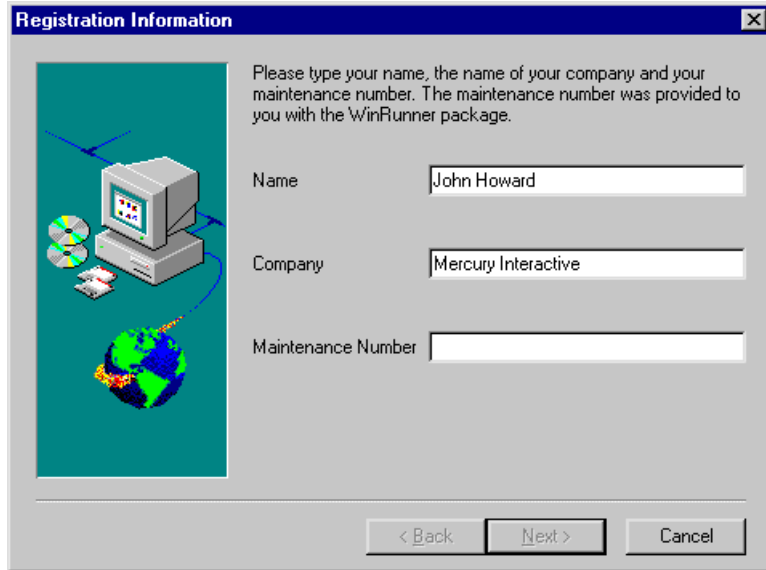 Registration Information
Please type your name, the name of your company and your
maintenance number. The maintenance number was provided to
you with the WinRunner package.
Name John Howard
Company Mercury Interactive
Maintenance Number
< Back Next > Cancel